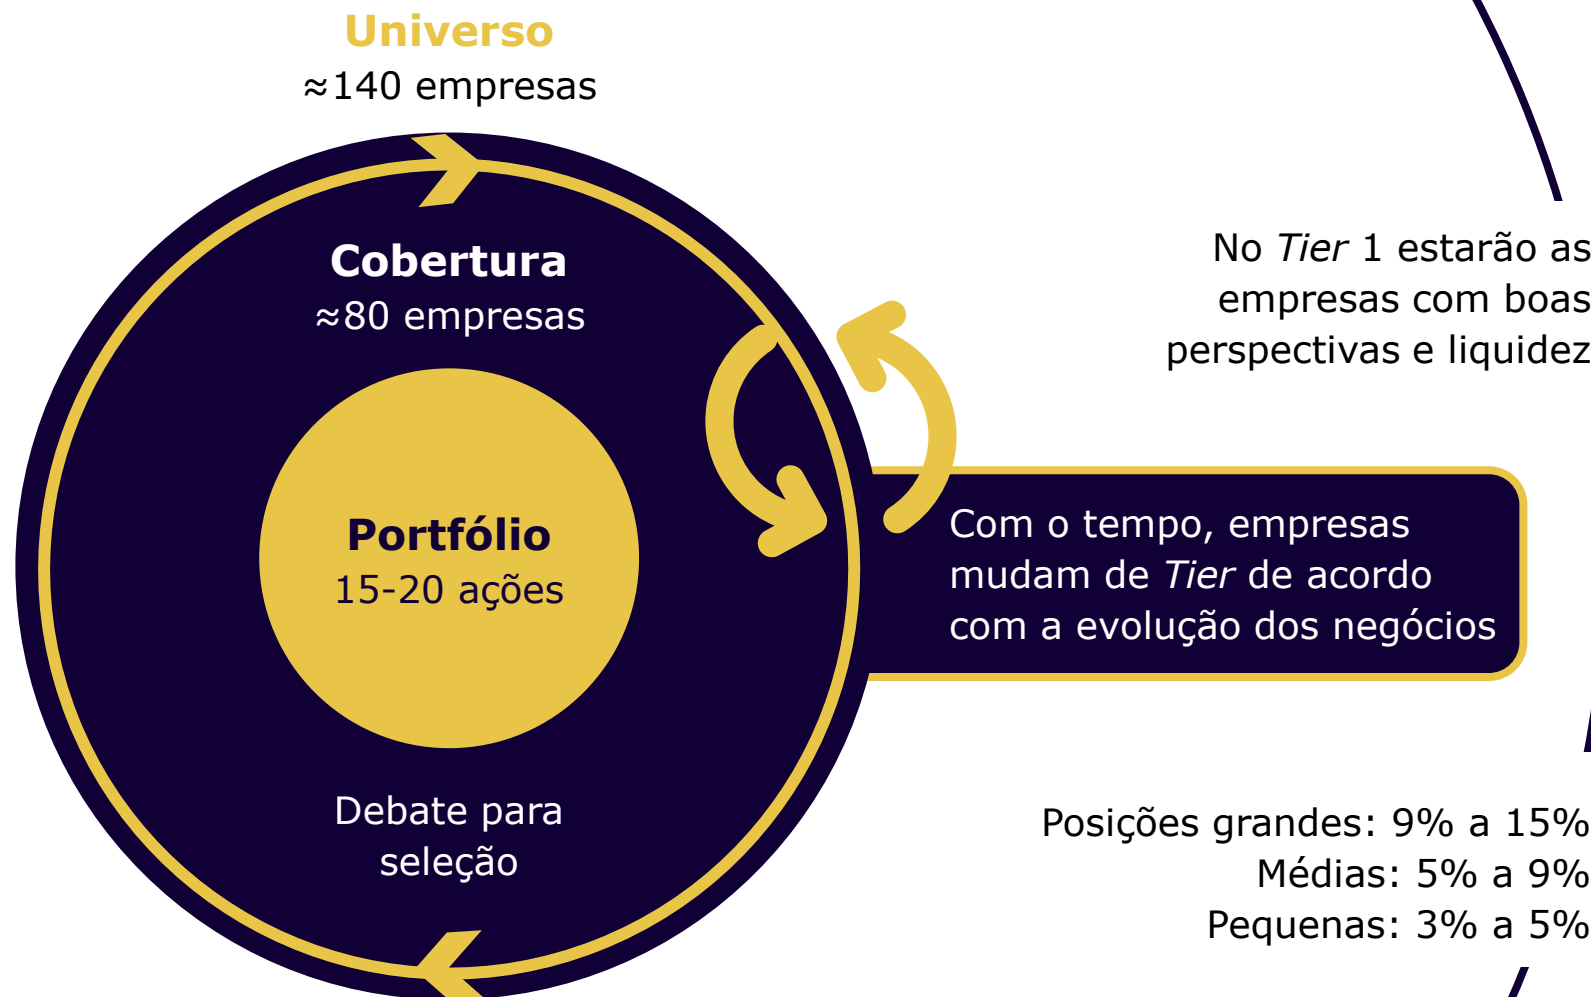 Universo
≈140 empresas
Cobertura
≈80 empresas
Portfólio
15-20 ações
Debate para
seleção
No Tier 1 estarão as
empresas com boas
perspectivas e liquidez
Com o tempo, empresas
mudam de Tier de acordo
com a evolução dos negócios
Posições grandes: 9% a 15%
Médias: 5% a 9%
Pequenas: 3% a 5%